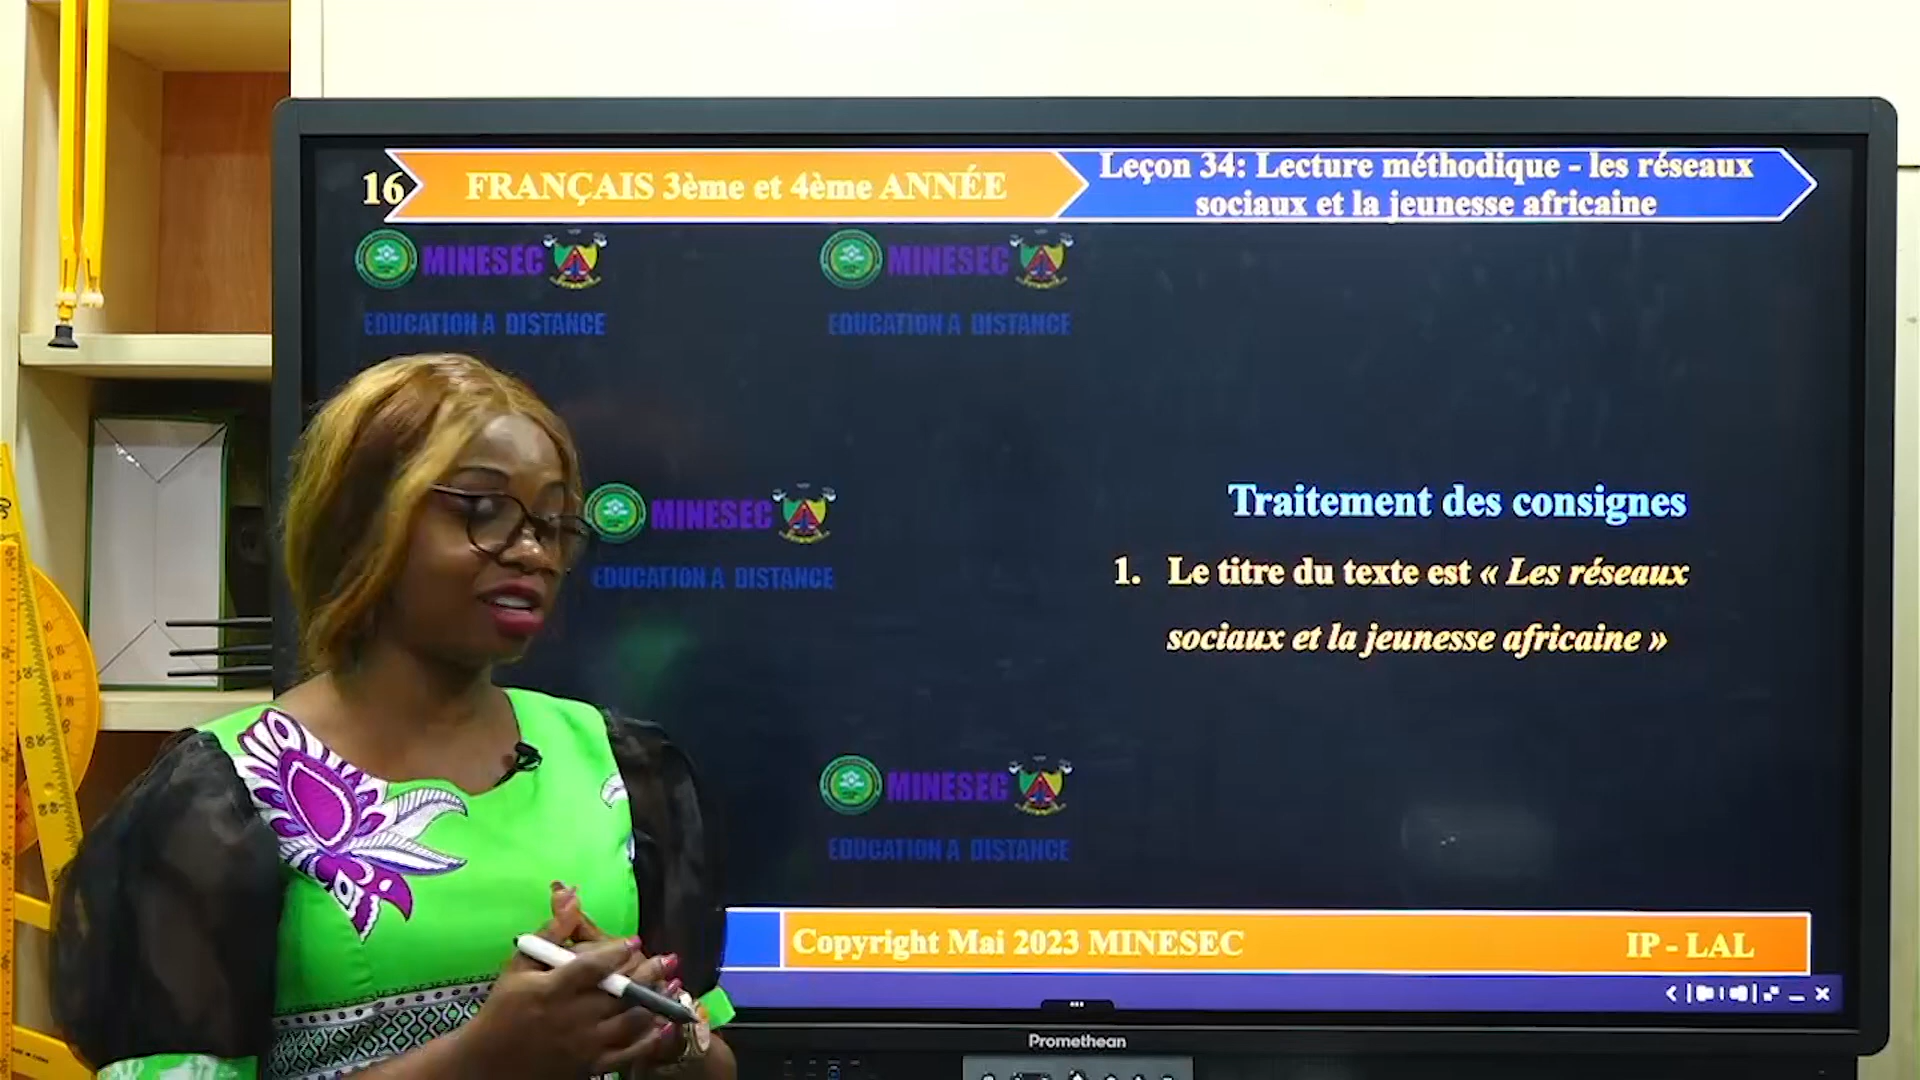 16
FRANÇAIS 3ème et 4ème ANNÉE
Leçon 34: Lecture méthodique - les réseaux
sociaux et la jeunesse africaine
MINESEC
EDUCATION A DISTANCE
MINESEC
EDUCATION A DISTANCE
MINESEC
EDUCATION A DISTANCE
Traitement des consignes
1. Le titre du texte est « Les réseaux
sociaux et la jeunesse africaine »
MINESEC
EDUCATION A DISTANCE
Copyright Mai 2023 MINESEC
IP - LAL
Promethean